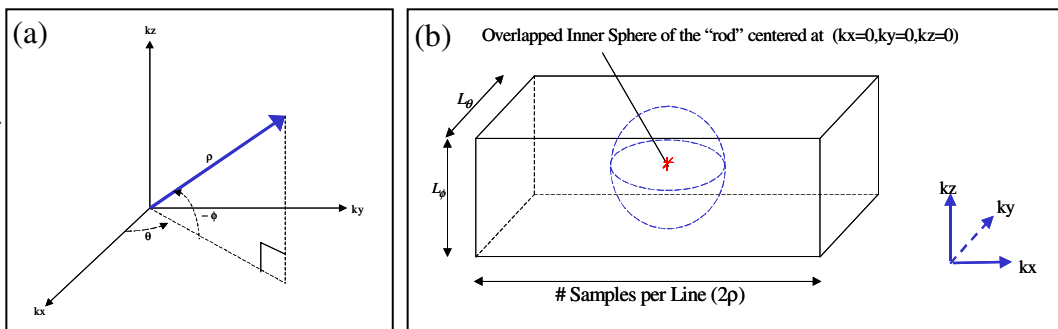 (a)
kz
ρ
ky
− ϕ
θ
kx
(b)
Overlapped Inner Sphere of the “rod” centered at (kx=0,ky=0,kz=0)
Lθ
Lϕ
# Samples per Line (2ρ)
kz
ky
kx